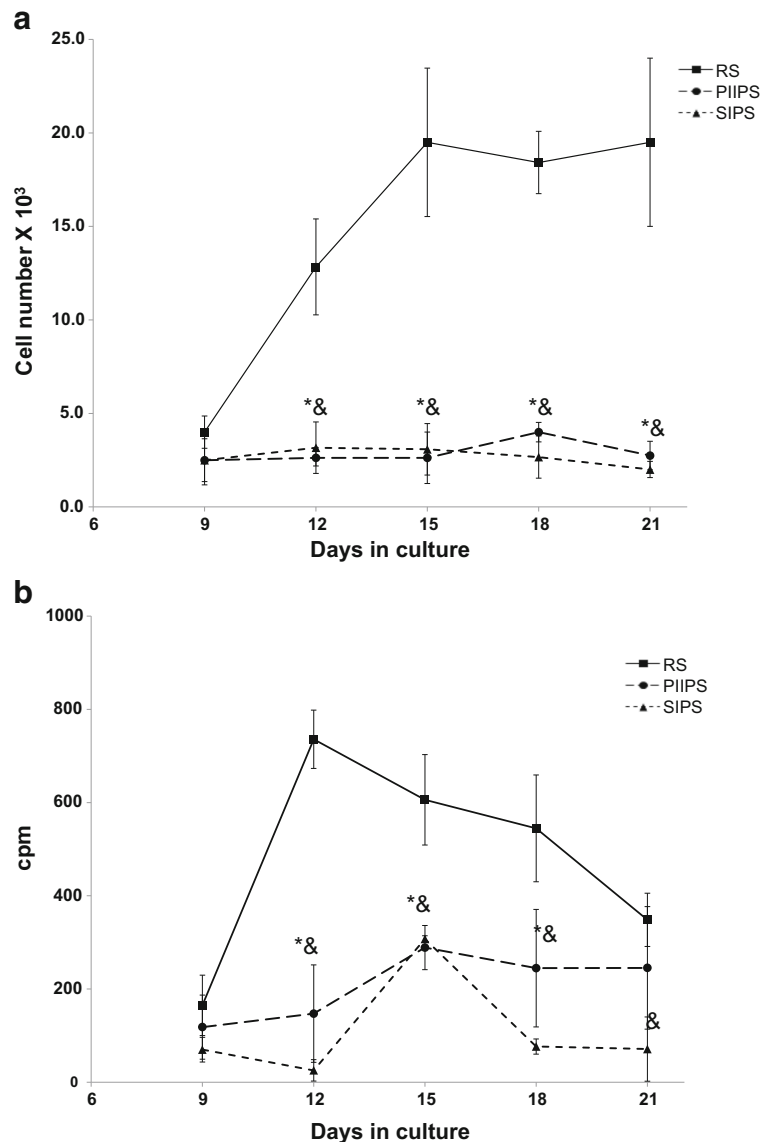 a
25.0
20.0
15.0
10.0
5.0
0.0
Cell number X 10³
RS
PIIPS
SIPS
*& *& *& *&
6 9 12 15 18 21
Days in culture
b
1000
800
600
400
200
0
cpm
RS
PIIPS
SIPS
*& *& *& &
6 9 12 15 18 21
Days in culture